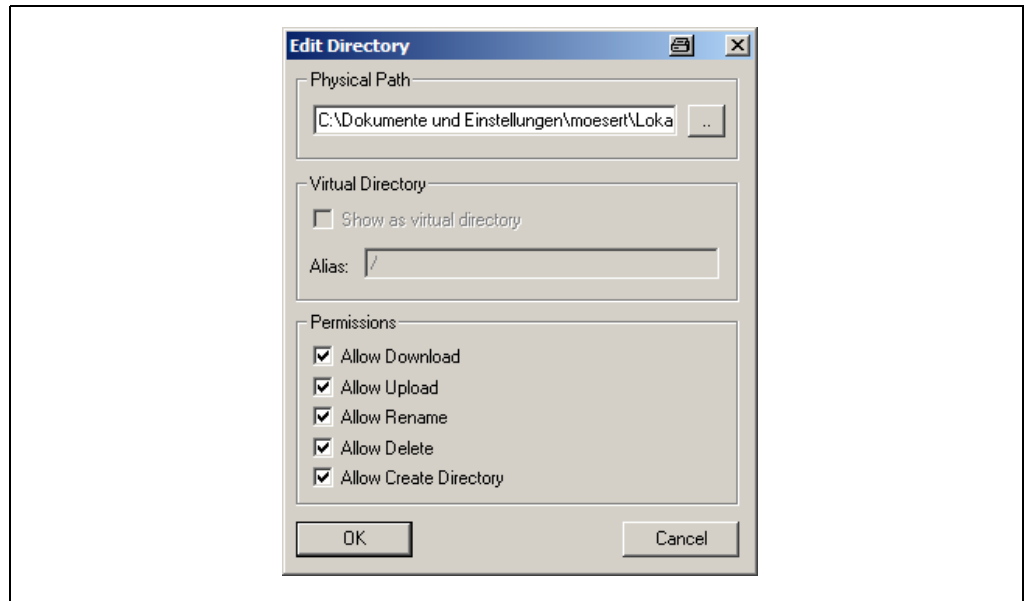 Edit Directory
Physical Path
C:\Dokumente und Einstellungen\moesert\Loka
..
Virtual Directory
Show as virtual directory
Alias: /
Permissions
Allow Download
Allow Upload
Allow Rename
Allow Delete
Allow Create Directory
OK Cancel